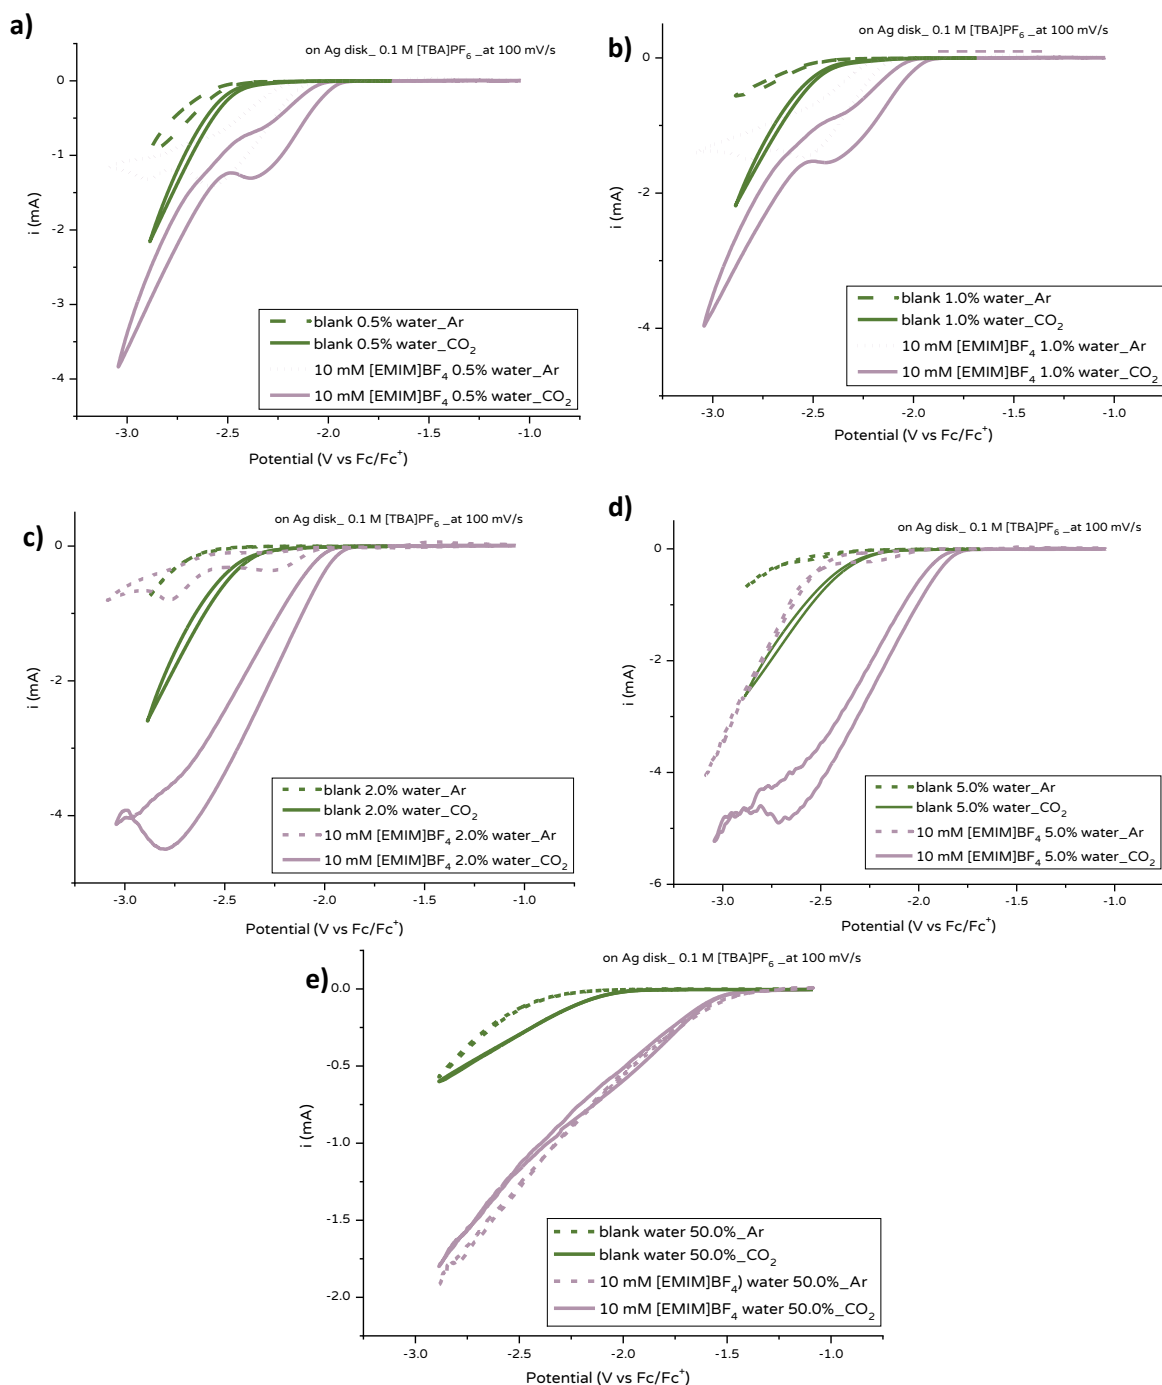 a)
on Ag disk_ 0.1 M [TBA]PF₆ _at 100 mV/s
0
-1
-2
-3
-4
i (mA)
-3.0 -2.5 -2.0 -1.5 -1.0
Potential (V vs Fc/Fc⁺)
blank 0.5% water_Ar
blank 0.5% water_CO₂
10 mM [EMIM]BF₄ 0.5% water_Ar
10 mM [EMIM]BF₄ 0.5% water_CO₂
b)
on Ag disk_ 0.1 M [TBA]PF₆ _at 100 mV/s
0
-2
-4
i (mA)
-3.0 -2.5 -2.0 -1.5 -1.0
Potential (V vs Fc/Fc⁺)
blank 1.0% water_Ar
blank 1.0% water_CO₂
10 mM [EMIM]BF₄ 1.0% water_Ar
10 mM [EMIM]BF₄ 1.0% water_CO₂
c)
on Ag disk_ 0.1 M [TBA]PF₆ _at 100 mV/s
0
-2
-4
i (mA)
-3.0 -2.5 -2.0 -1.5 -1.0
Potential (V vs Fc/Fc⁺)
blank 2.0% water_Ar
blank 2.0% water_CO₂
10 mM [EMIM]BF₄ 2.0% water_Ar
10 mM [EMIM]BF₄ 2.0% water_CO₂
d)
on Ag disk_ 0.1 M [TBA]PF₆ _at 100 mV/s
0
-2
-4
-6
i (mA)
-3.0 -2.5 -2.0 -1.5 -1.0
Potential (V vs Fc/Fc⁺)
blank 5.0% water_Ar
blank 5.0% water_CO₂
10 mM [EMIM]BF₄ 5.0% water_Ar
10 mM [EMIM]BF₄ 5.0% water_CO₂
e)
on Ag disk_ 0.1 M [TBA]PF₆ _at 100 mV/s
0.0
-0.5
-1.0
-1.5
-2.0
i (mA)
-3.0 -2.5 -2.0 -1.5 -1.0
Potential (V vs Fc/Fc⁺)
blank water 50.0%_Ar
blank water 50.0%_CO₂
10 mM [EMIM]BF₄) water 50.0%_Ar
10 mM [EMIM]BF₄ water 50.0%_CO₂